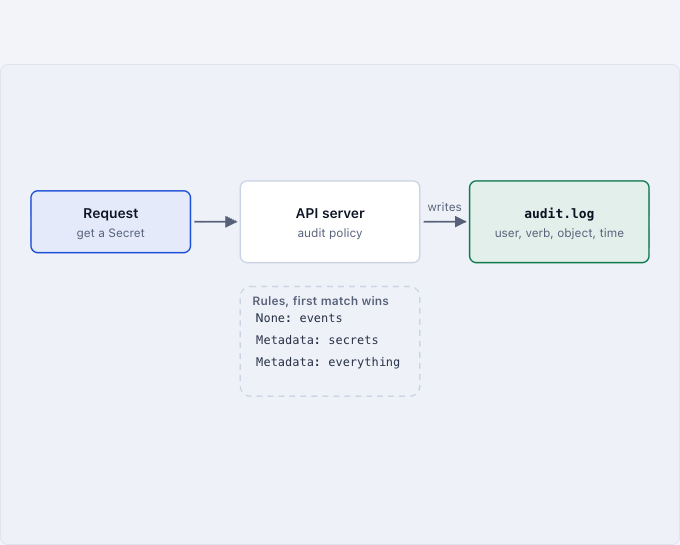 Request
get a Secret
API server
audit policy
writes
audit.log
user, verb, object, time
Rules, first match wins
None: events
Metadata: secrets
Metadata: everything